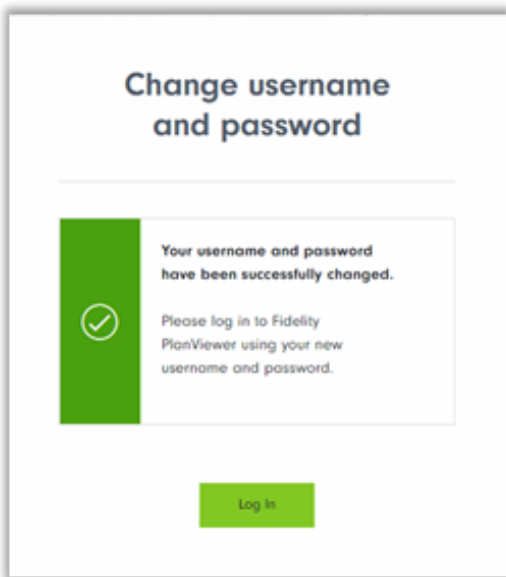 Change username
and password
Your username and password
have been successfully changed.
Please log in to Fidelity
PlanViewer using your new
username and password.
Log In